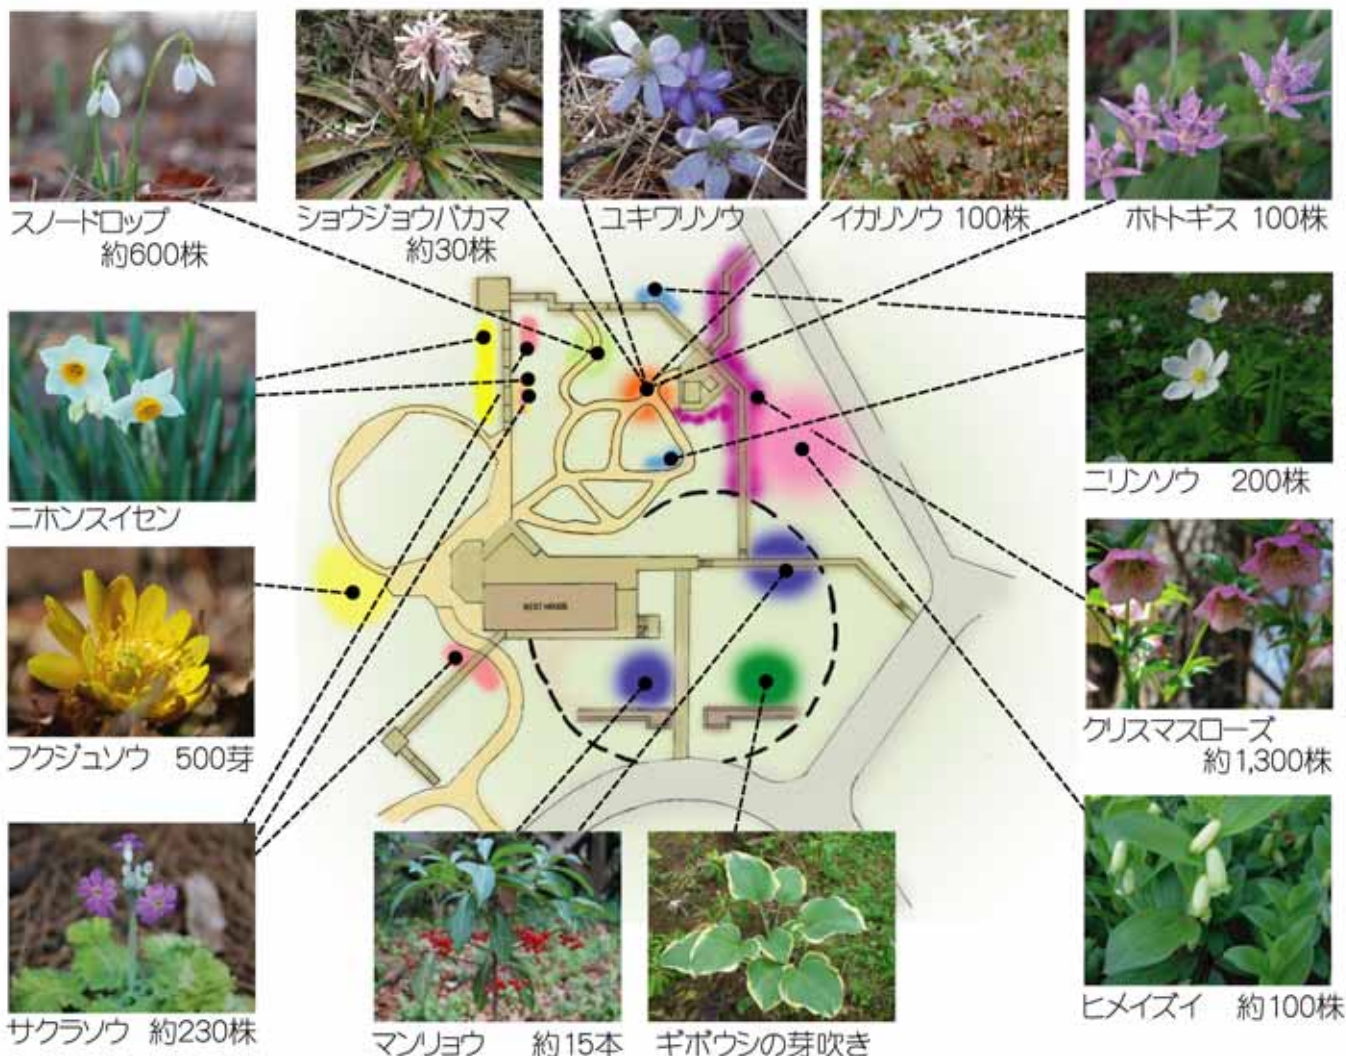 スノードロップ
約600株
ショウジョウバカマ
約30株
ユキワリソウ
イカリソウ 100株
ホトトギス 100株
ニホンスイセン
ニリンソウ 200株
フクジュソウ 500芽
クリスマスローズ
約1,300株
サクラソウ 約230株
マンリョウ 約15本
ギボウシの芽吹き
ヒメイズイ 約100株